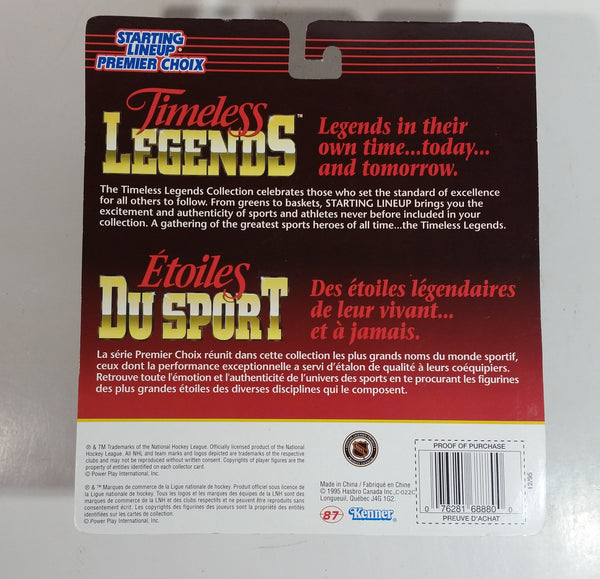 STARTING
LINEUP
PREMIER CHOIX
Timeless
LEGENDS™
Legends in their
own time...today...
and tomorrow.
The Timeless Legends Collection celebrates those who set the standard of excellence
for all others to follow. From greens to baskets, STARTING LINEUP brings you the
excitement and authenticity of sports and athletes never before included in your
collection. A gathering of the greatest sports heroes of all time...the Timeless Legends.
Étoiles
DU SPORT
Des étoiles légendaires
de leur vivant...
et à jamais.
La série Premier Choix réunit dans cette collection les plus grands noms du monde sportif,
ceux dont la performance exceptionnelle a servi d'étalon de qualité à leurs coéquipiers.
Retrouve toute l'émotion et l'authenticité de l'univers des sports en te procurant les figurines
des plus grandes étoiles des diverses disciplines qui le composent.
® & TM Trademarks of the National Hockey League. Officially licensed product of the National
Hockey League. All NHL and team marks and logos depicted are trademarks of the respective
clubs and may not be reproduced without written consent. Copyrights of player figures are the
property of entities identified on each collector card.
© Power Play International, Inc.
® & ™ Marques de commerce de la Ligue nationale de hockey. Produit officiel sous licence de
la Ligue nationale de hockey. Tous les logos et les marques des équipes de la LNH sont des
marques de commerce de la LNH et des clubs respectifs et ne peuvent être reproduits sans
consentement écrit. Les copyrights des figurines des joueurs sont la propriété des entités
identifiées sur les cartes de collection.
© Power Play International, Inc.
Made in China / Fabriqué en Chine
© 1995 Hasbro Canada Inc.,C-022C
Longueuil, Québec J4G 1G2.
87
Kenner
PROOF OF PURCHASE
0 76281 68880 0
PREUVE D'ACHAT
12/95